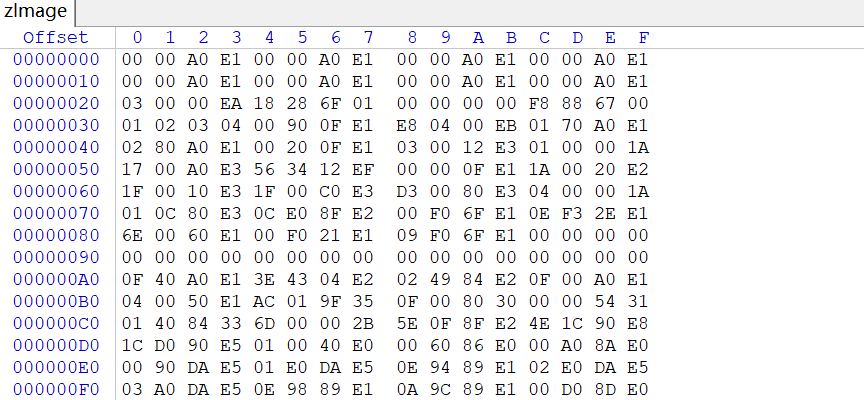 zImage
Offset 0 1 2 3 4 5 6 7 8 9 A B C D E F
00000000 00 00 A0 E1 00 00 A0 E1 00 00 A0 E1 00 00 A0 E1
00000010 00 00 A0 E1 00 00 A0 E1 00 00 A0 E1 00 00 A0 E1
00000020 03 00 00 EA 18 28 6F 01 00 00 00 00 F8 88 67 00
00000030 01 02 03 04 00 90 0F E1 E8 04 00 EB 01 70 A0 E1
00000040 02 80 A0 E1 00 20 0F E1 03 00 12 E3 01 00 00 1A
00000050 17 00 A0 E3 56 34 12 EF 00 00 0F E1 1A 00 20 E2
00000060 1F 00 10 E3 1F 00 C0 E3 D3 00 80 E3 04 00 00 1A
00000070 01 0C 80 E3 0C E0 8F E2 00 F0 6F E1 0E F3 2E E1
00000080 6E 00 60 E1 00 F0 21 E1 09 F0 6F E1 00 00 00 00
00000090 00 00 00 00 00 00 00 00 00 00 00 00 00 00 00 00
000000A0 0F 40 A0 E1 3E 43 04 E2 02 49 84 E2 0F 00 A0 E1
000000B0 04 00 50 E1 AC 01 9F 35 0F 00 80 30 00 00 54 31
000000C0 01 40 84 33 6D 00 00 2B 5E 0F 8F E2 4E 1C 90 E8
000000D0 1C D0 90 E5 01 00 40 E0 00 60 86 E0 00 A0 8A E0
000000E0 00 90 DA E5 01 E0 DA E5 0E 94 89 E1 02 E0 DA E5
000000F0 03 A0 DA E5 0E 98 89 E1 0A 9C 89 E1 00 D0 8D E0